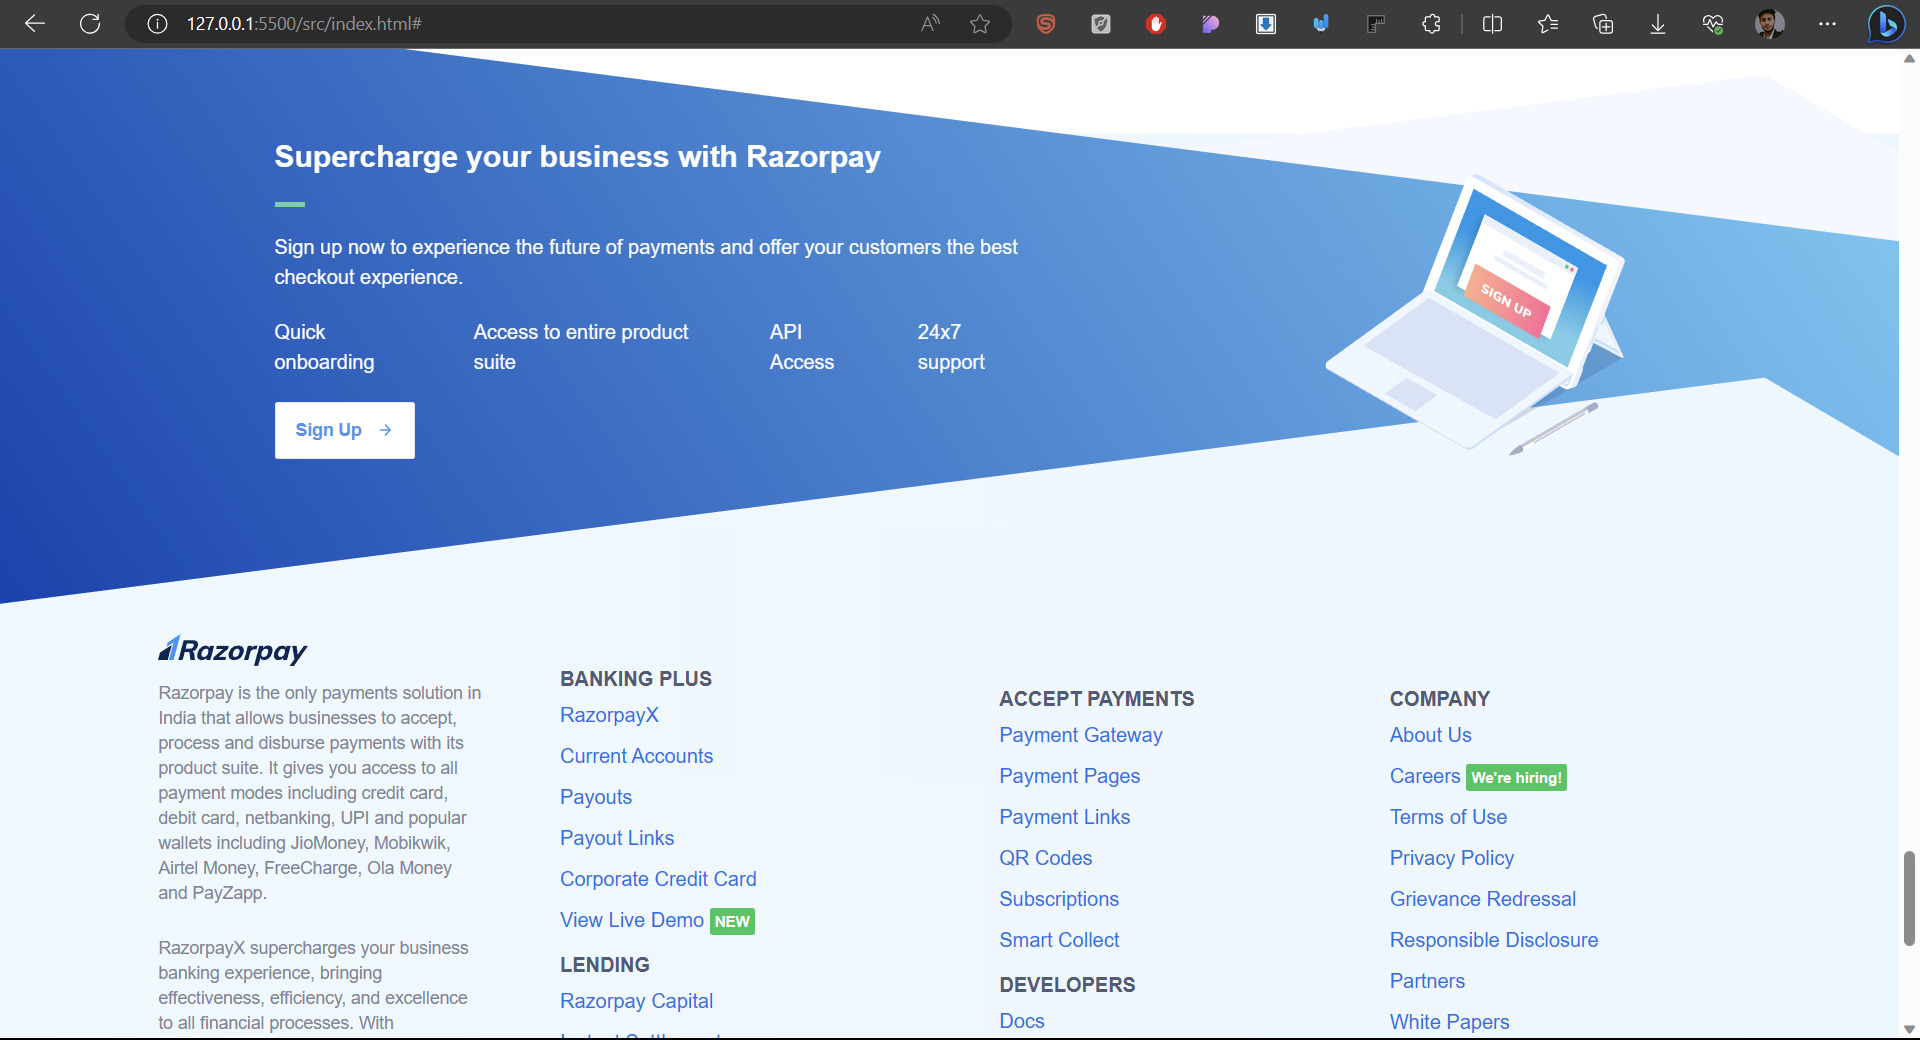 127.0.0.1:5500/src/index.html#
Supercharge your business with Razorpay
Sign up now to experience the future of payments and offer your customers the best
checkout experience.
Quick
onboarding
Access to entire product
suite
API
Access
24x7
support
Sign Up
SIGN UP
Razorpay
Razorpay is the only payments solution in
India that allows businesses to accept,
process and disburse payments with its
product suite. It gives you access to all
payment modes including credit card,
debit card, netbanking, UPI and popular
wallets including JioMoney, Mobikwik,
Airtel Money, FreeCharge, Ola Money
and PayZapp.
RazorpayX supercharges your business
banking experience, bringing
effectiveness, efficiency, and excellence
to all financial processes. With
BANKING PLUS
RazorpayX
Current Accounts
Payouts
Payout Links
Corporate Credit Card
View Live Demo NEW
LENDING
Razorpay Capital
ACCEPT PAYMENTS
Payment Gateway
Payment Pages
Payment Links
QR Codes
Subscriptions
Smart Collect
DEVELOPERS
Docs
COMPANY
About Us
Careers We're hiring!
Terms of Use
Privacy Policy
Grievance Redressal
Responsible Disclosure
Partners
White Papers